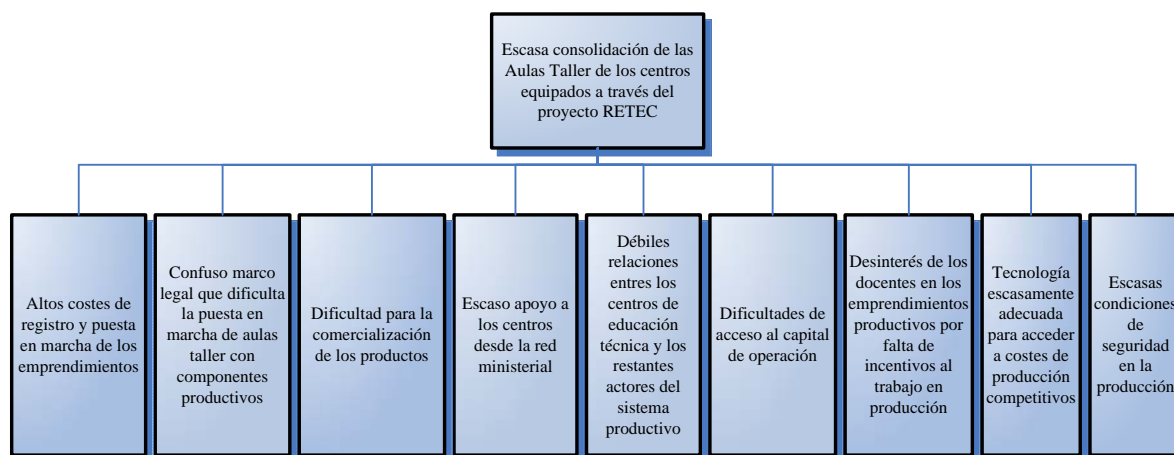 Escasa consolidación de las
Aulas Taller de los centros
equipados a través del
proyecto RETEC
Altos costes de
registro y puesta
en marcha de los
emprendimientos
Confuso marco
legal que dificulta
la puesta en
marcha de aulas
taller con
componentes
productivos
Dificultad para la
comercialización
de los productos
Escaso apoyo a
los centros
desde la red
ministerial
Débiles
relaciones
entres los
centros de
educación
técnica y los
restantes
actores del
sistema
productivo
Dificultades de
acceso al capital
de operación
Desinterés de los
docentes en los
emprendimientos
productivos por
falta de
incentivos al
trabajo en
producción
Tecnología
escasamente
adecuada
para acceder
a costes de
producción
competitivos
Escasas
condiciones
de
seguridad
en la
producción